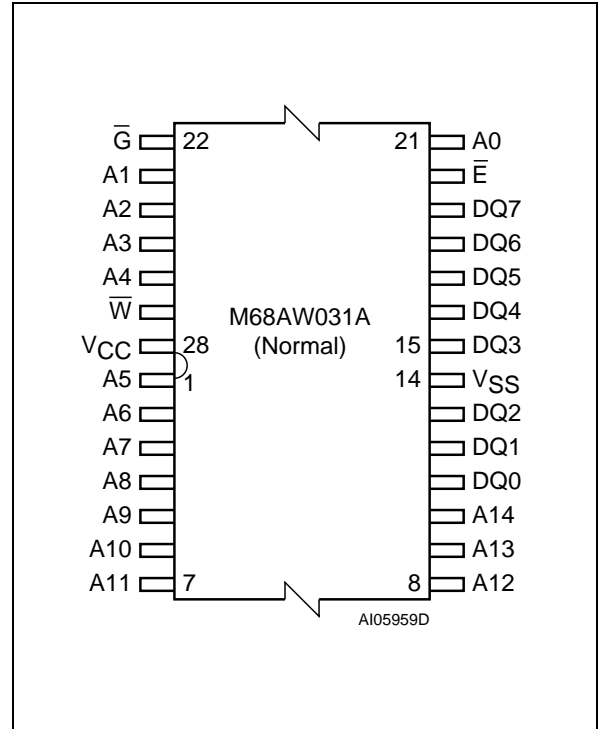 G̅ 22 21 A0
A1 E̅
A2 DQ7
A3 DQ6
A4 DQ5
W̅ DQ4
M68AW031A
(Normal)
VCC 28 15 DQ3
A5 1 14 VSS
A6 DQ2
A7 DQ1
A8 DQ0
A9 A14
A10 A13
A11 7 8 A12
AI05959D